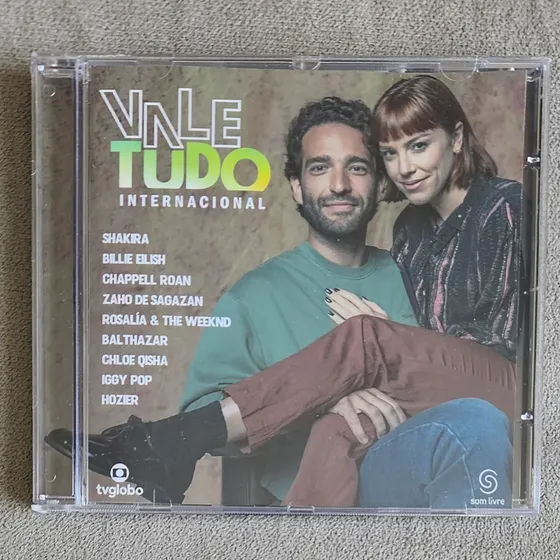 VALE
TUDO
INTERNACIONAL
SHAKIRA
BILLIE EILISH
CHAPPELL ROAN
ZAHO DE SAGAZAN
ROSALÍA & THE WEEKND
BALTHAZAR
CHLOE QISHA
IGGY POP
HOZIER
tvglobo
som livre